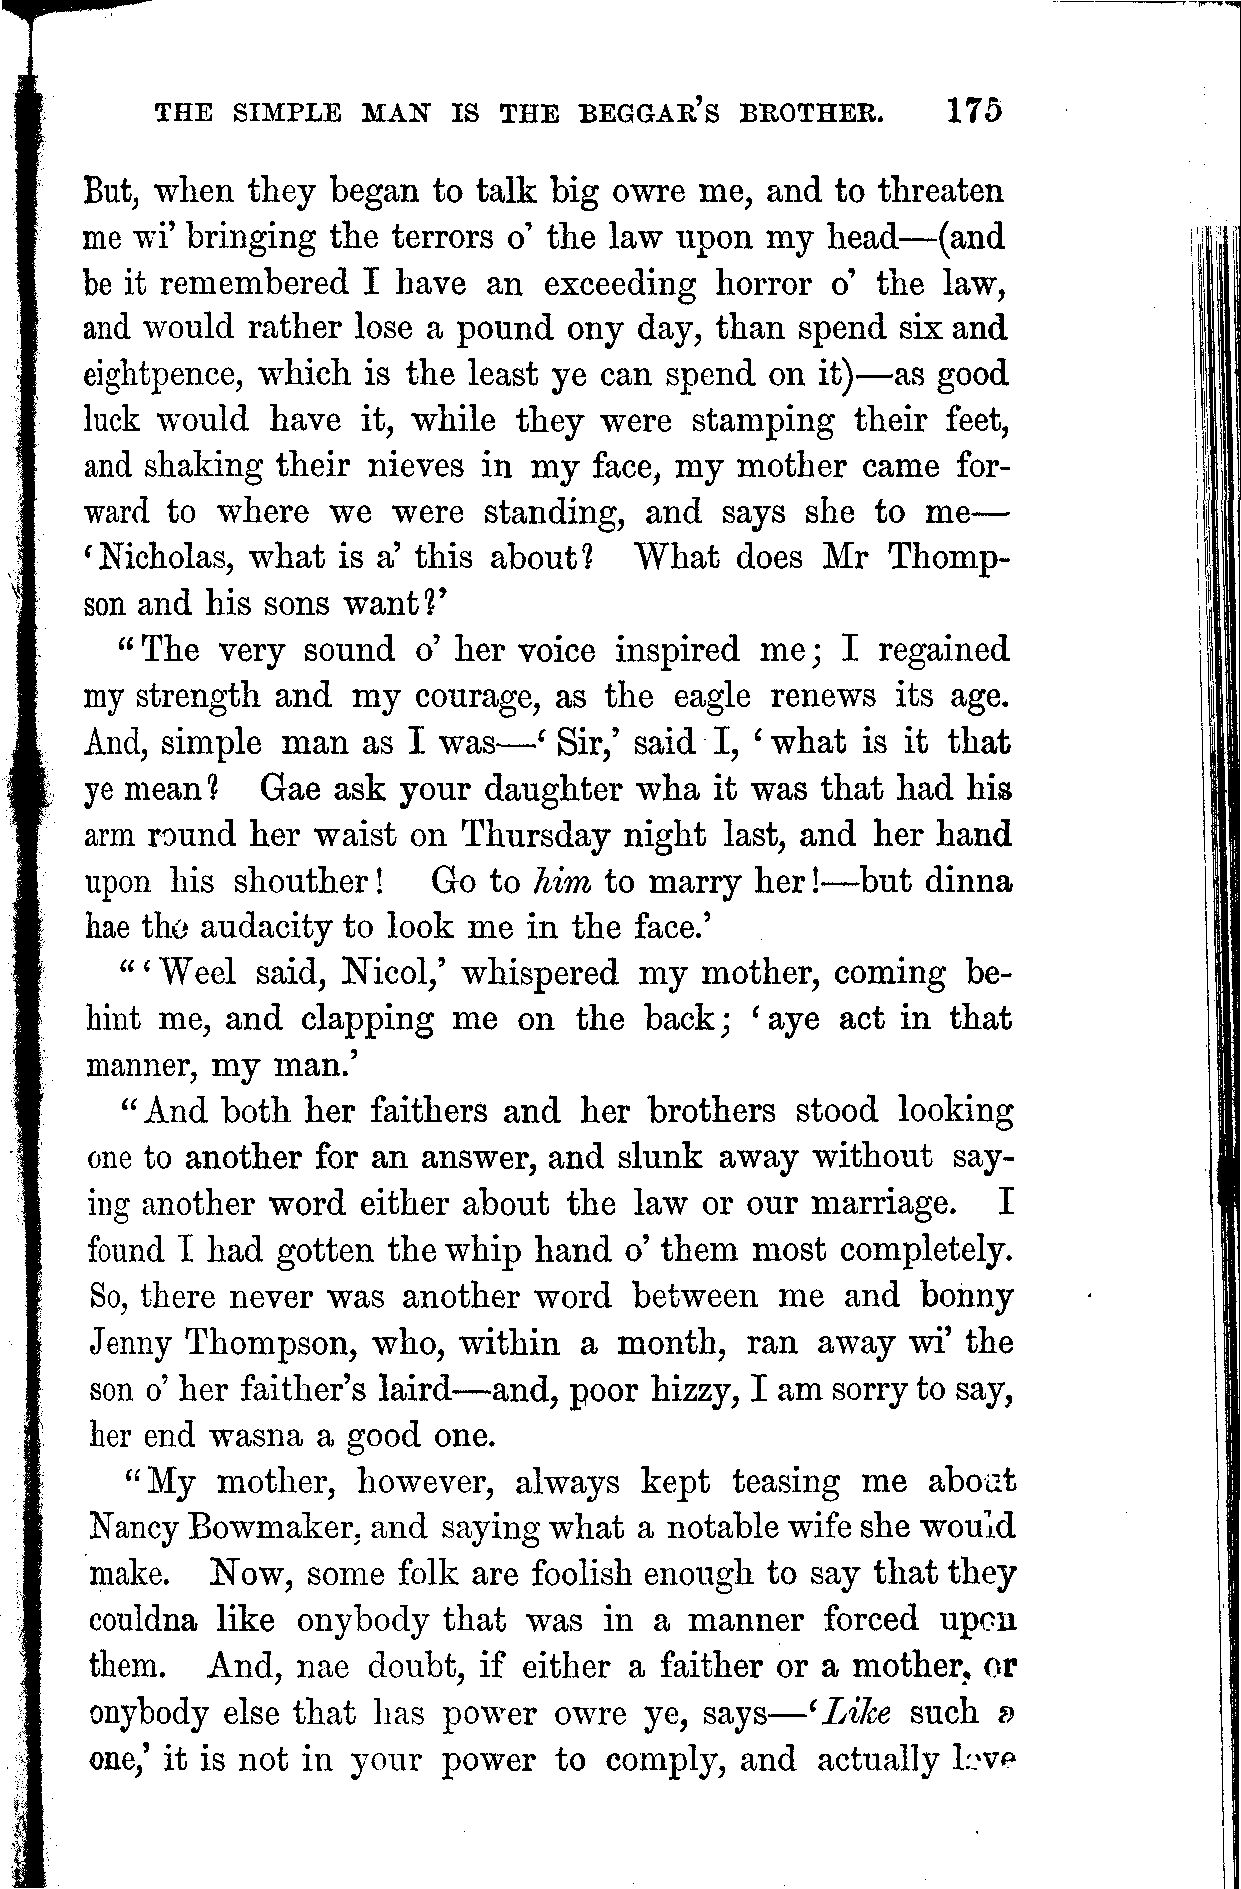 THE SIMPLE MAN IS THE BEGGAR'S BROTHER. 175
But, when they began to talk big owre me, and to threaten
me wi' bringing the terrors o' the law upon my head—(and
be it remembered I have an exceeding horror o' the law,
and would rather lose a pound ony day, than spend six and
eightpence, which is the least ye can spend on it)—as good
luck would have it, while they were stamping their feet,
and shaking their nieves in my face, my mother came for-
ward to where we were standing, and says she to me—
'Nicholas, what is a' this about? What does Mr Thomp-
son and his sons want?'
"The very sound o' her voice inspired me; I regained
my strength and my courage, as the eagle renews its age.
And, simple man as I was—'Sir,' said I, 'what is it that
ye mean? Gae ask your daughter wha it was that had his
arm round her waist on Thursday night last, and her hand
upon his shouther! Go to him to marry her!—but dinna
hae the audacity to look me in the face.'
"'Weel said, Nicol,' whispered my mother, coming be-
hint me, and clapping me on the back; 'aye act in that
manner, my man.'
"And both her faithers and her brothers stood looking
one to another for an answer, and slunk away without say-
ing another word either about the law or our marriage. I
found I had gotten the whip hand o' them most completely.
So, there never was another word between me and bonny
Jenny Thompson, who, within a month, ran away wi' the
son o' her faither's laird—and, poor hizzy, I am sorry to say,
her end wasna a good one.
"My mother, however, always kept teasing me about
Nancy Bowmaker, and saying what a notable wife she would
make. Now, some folk are foolish enough to say that they
couldna like onybody that was in a manner forced upon
them. And, nae doubt, if either a faither or a mother, or
onybody else that has power owre ye, says—'Like such a
one,' it is not in your power to comply, and actually love